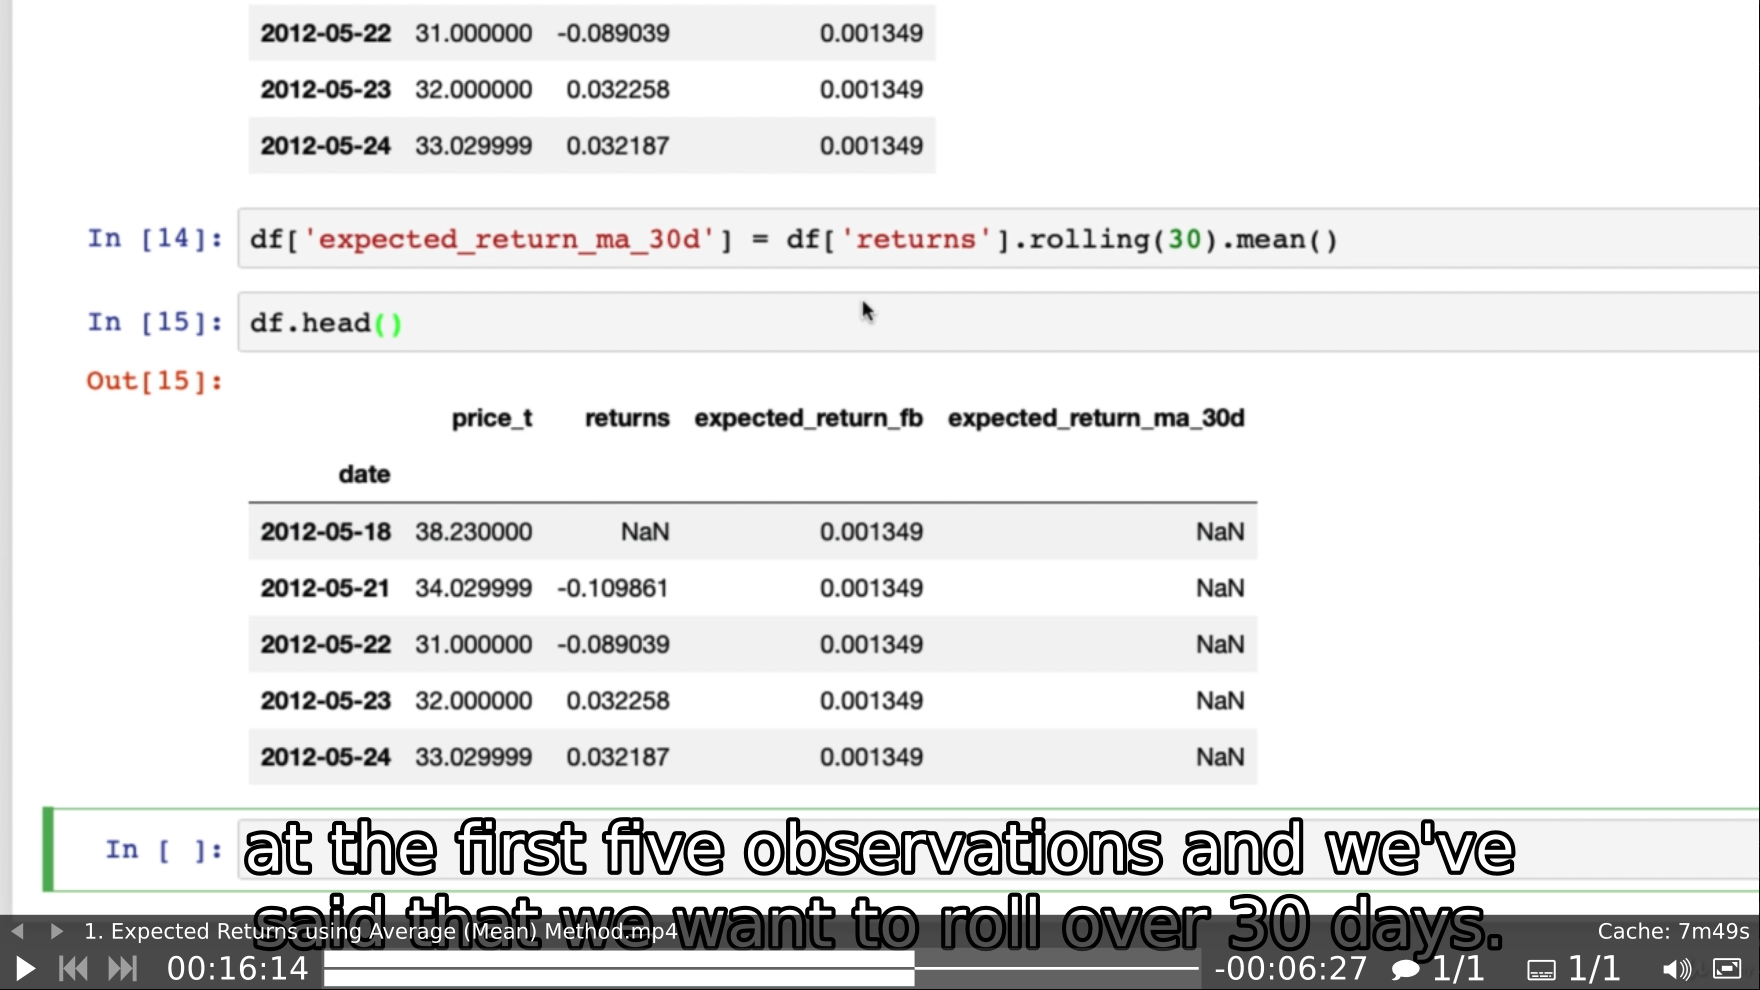 2012-05-22 31.000000 -0.089039 0.001349
2012-05-23 32.000000 0.032258 0.001349
2012-05-24 33.029999 0.032187 0.001349
In [14]: df['expected_return_ma_30d'] = df['returns'].rolling(30).mean()
In [15]: df.head()
Out[15]:
price_t returns expected_return_fb expected_return_ma_30d
date
2012-05-18 38.230000 NaN 0.001349 NaN
2012-05-21 34.029999 -0.109861 0.001349 NaN
2012-05-22 31.000000 -0.089039 0.001349 NaN
2012-05-23 32.000000 0.032258 0.001349 NaN
2012-05-24 33.029999 0.032187 0.001349 NaN
In [ ]:
at the first five observations and we've
said that we want to roll over 30 days.
1. Expected Returns using Average (Mean) Method.mp4 Cache: 7m49s
00:16:14 -00:06:27 1/1 1/1